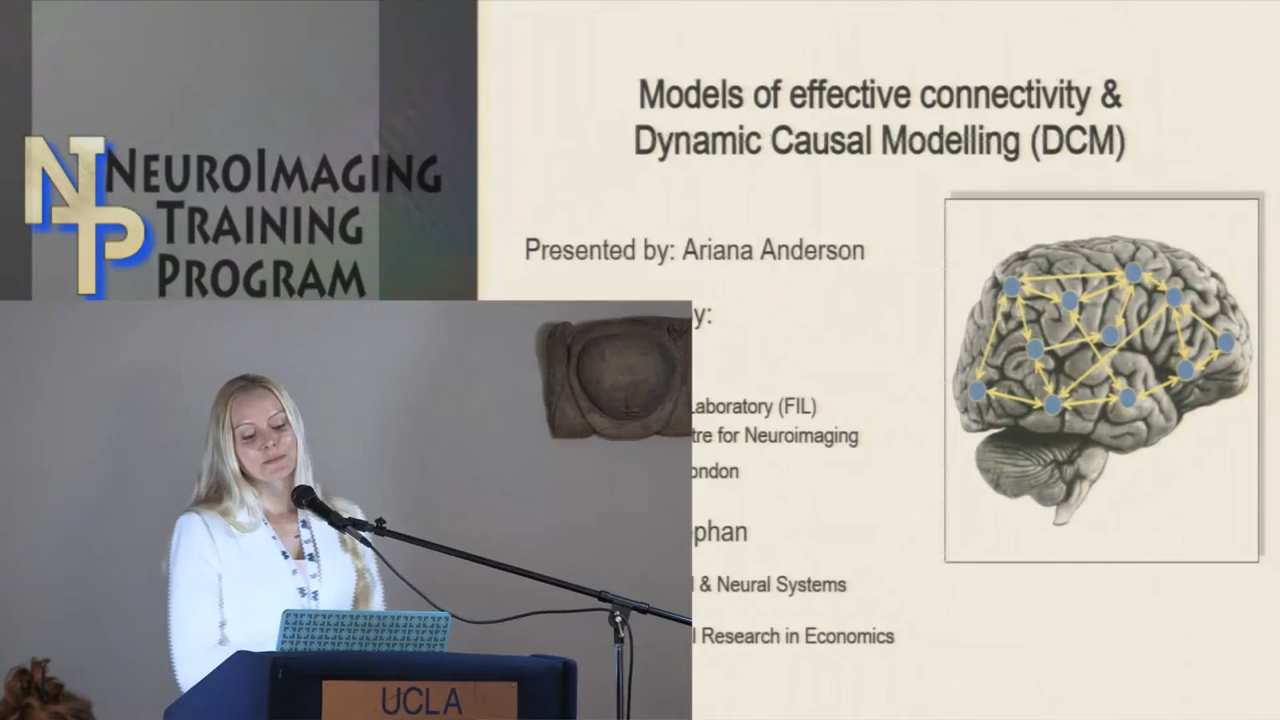 NEUROIMAGING
TRAINING
PROGRAM
NTP
Models of effective connectivity &
Dynamic Causal Modelling (DCM)
Presented by: Ariana Anderson
y:
Laboratory (FIL)
tre for Neuroimaging
ondon
phan
& Neural Systems
l Research in Economics
UCLA